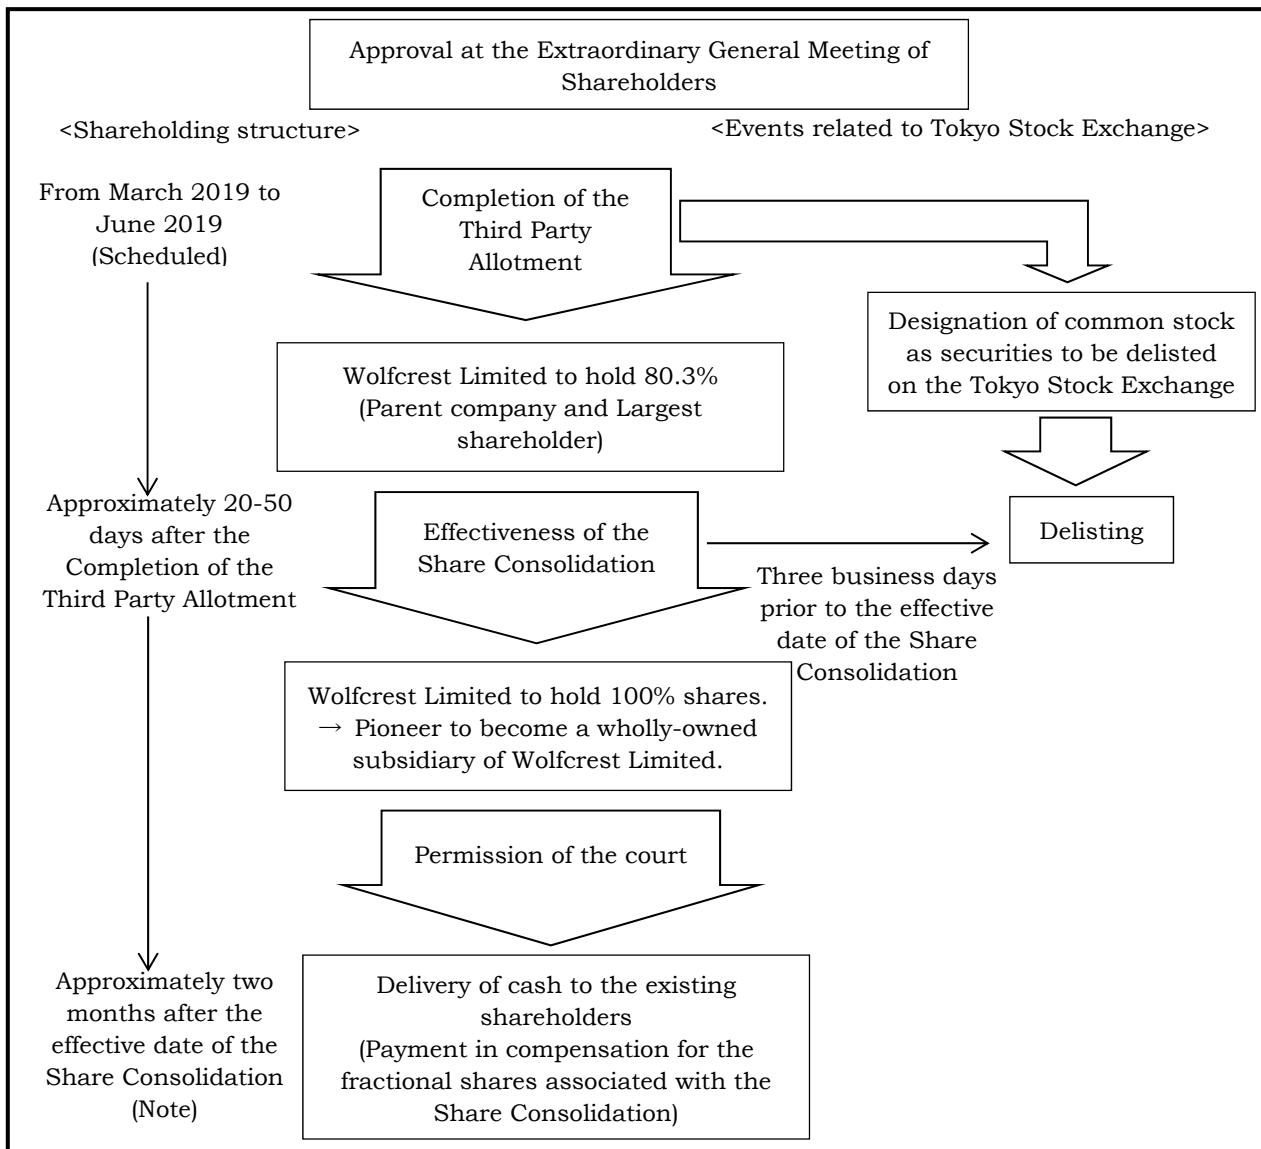 Approval at the Extraordinary General Meeting of
Shareholders
<Shareholding structure>
<Events related to Tokyo Stock Exchange>
From March 2019 to
June 2019
(Scheduled)
Completion of the
Third Party
Allotment
Designation of common stock
as securities to be delisted
on the Tokyo Stock Exchange
Wolfcrest Limited to hold 80.3%
(Parent company and Largest
shareholder)
Approximately 20-50
days after the
Completion of the
Third Party Allotment
Effectiveness of the
Share Consolidation
Delisting
Three business days
prior to the effective
date of the Share
Consolidation
Wolfcrest Limited to hold 100% shares.
→ Pioneer to become a wholly-owned
subsidiary of Wolfcrest Limited.
Permission of the court
Approximately two
months after the
effective date of the
Share Consolidation
(Note)
Delivery of cash to the existing
shareholders
(Payment in compensation for the
fractional shares associated with the
Share Consolidation)